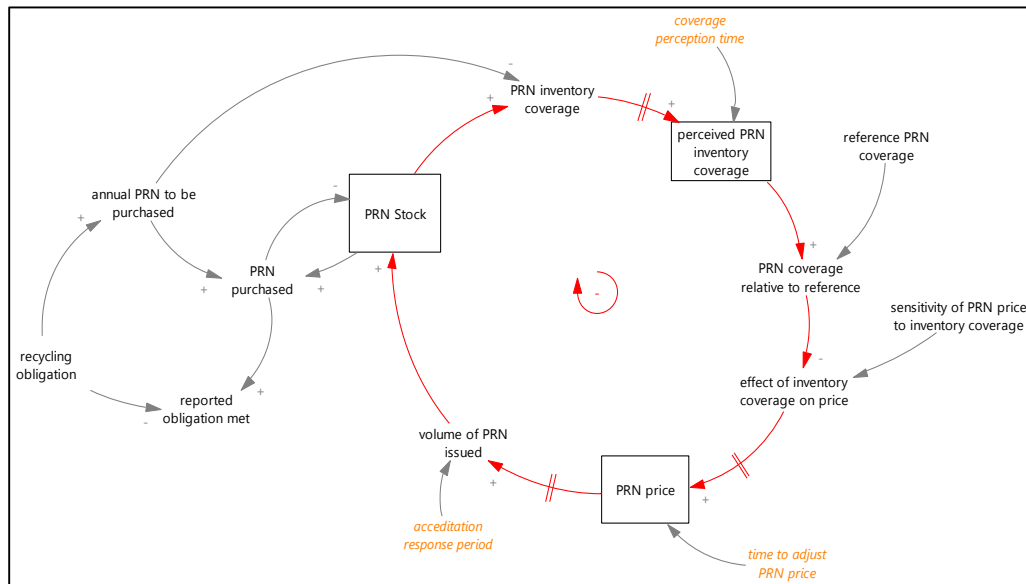 coverage
perception time
-
+
PRN inventory
coverage
+
perceived PRN
inventory
coverage
reference PRN
coverage
annual PRN to be
purchased
+
-
PRN Stock
+
+
+
PRN
purchased
+
+
PRN coverage
relative to reference
-
sensitivity of PRN price
to inventory coverage
-
recycling
obligation
effect of inventory
coverage on price
reported
obligation met
+
-
volume of PRN
issued
+
PRN price
+
acceditation
response period
time to adjust
PRN price